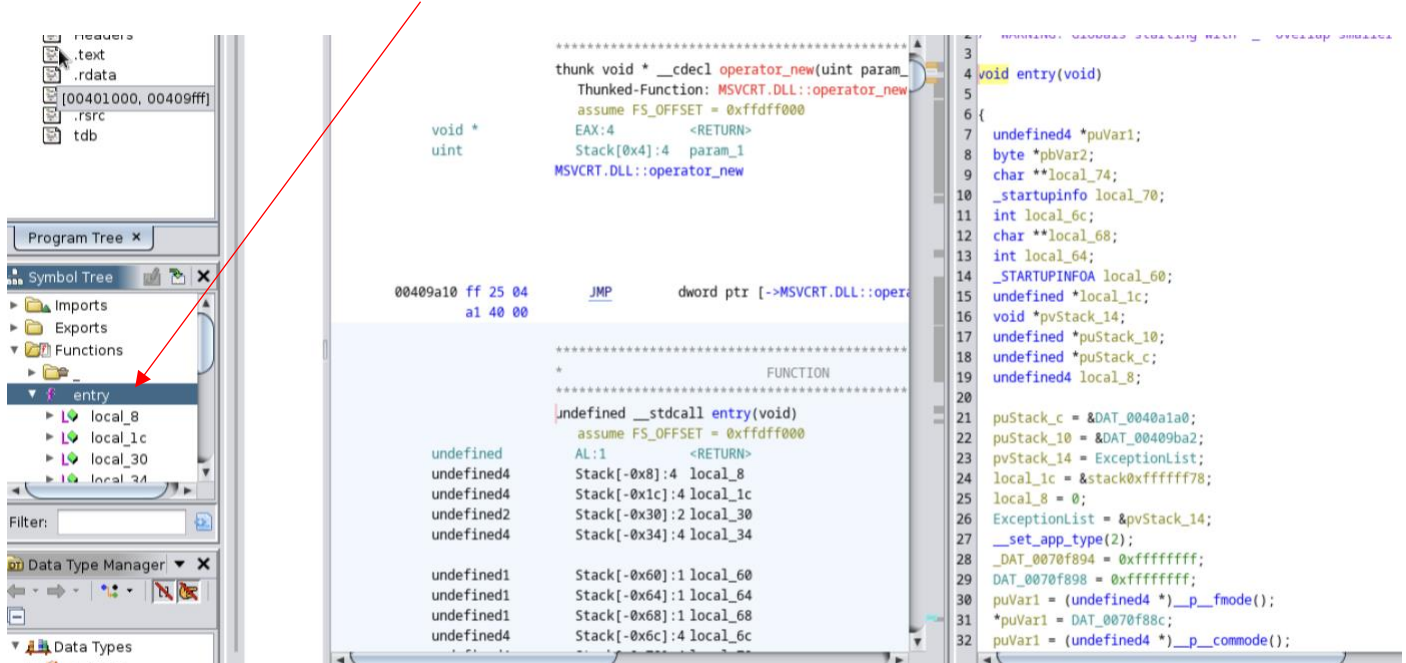 Headers
.text
.rdata
[00401000, 00409fff]
.rsrc
tdb
Program Tree ×
Symbol Tree
Imports
Exports
Functions
_
entry
local_8
local_1c
local_30
local_34
Filter:
Data Type Manager
Data Types
******************************************
thunk void * __cdecl operator_new(uint param_
Thunked-Function: MSVCRT.DLL::operator_new
assume FS_OFFSET = 0xffdff000
void * EAX:4 <RETURN>
uint Stack[0x4]:4 param_1
MSVCRT.DLL::operator_new
00409a10 ff 25 04 JMP dword ptr [->MSVCRT.DLL::opera
a1 40 00
******************************************
* FUNCTION
******************************************
undefined __stdcall entry(void)
assume FS_OFFSET = 0xffdff000
undefined AL:1 <RETURN>
undefined4 Stack[-0x8]:4 local_8
undefined4 Stack[-0x1c]:4 local_1c
undefined2 Stack[-0x30]:2 local_30
undefined4 Stack[-0x34]:4 local_34
undefined1 Stack[-0x60]:1 local_60
undefined1 Stack[-0x64]:1 local_64
undefined1 Stack[-0x68]:1 local_68
undefined4 Stack[-0x6c]:4 local_6c
2 WARNING: Globals starting with '_' overlap smaller
3
4 void entry(void)
5
6 {
7 undefined4 *puVar1;
8 byte *pbVar2;
9 char **local_74;
10 _startupinfo local_70;
11 int local_6c;
12 char **local_68;
13 int local_64;
14 _STARTUPINFOA local_60;
15 undefined *local_1c;
16 void *pvStack_14;
17 undefined *puStack_10;
18 undefined *puStack_c;
19 undefined4 local_8;
20
21 puStack_c = &DAT_0040a1a0;
22 puStack_10 = &DAT_00409ba2;
23 pvStack_14 = ExceptionList;
24 local_1c = &stack0xffffff78;
25 local_8 = 0;
26 ExceptionList = &pvStack_14;
27 __set_app_type(2);
28 _DAT_0070f894 = 0xffffffff;
29 DAT_0070f898 = 0xffffffff;
30 puVar1 = (undefined4 *)__p__fmode();
31 *puVar1 = DAT_0070f88c;
32 puVar1 = (undefined4 *)__p__commode();